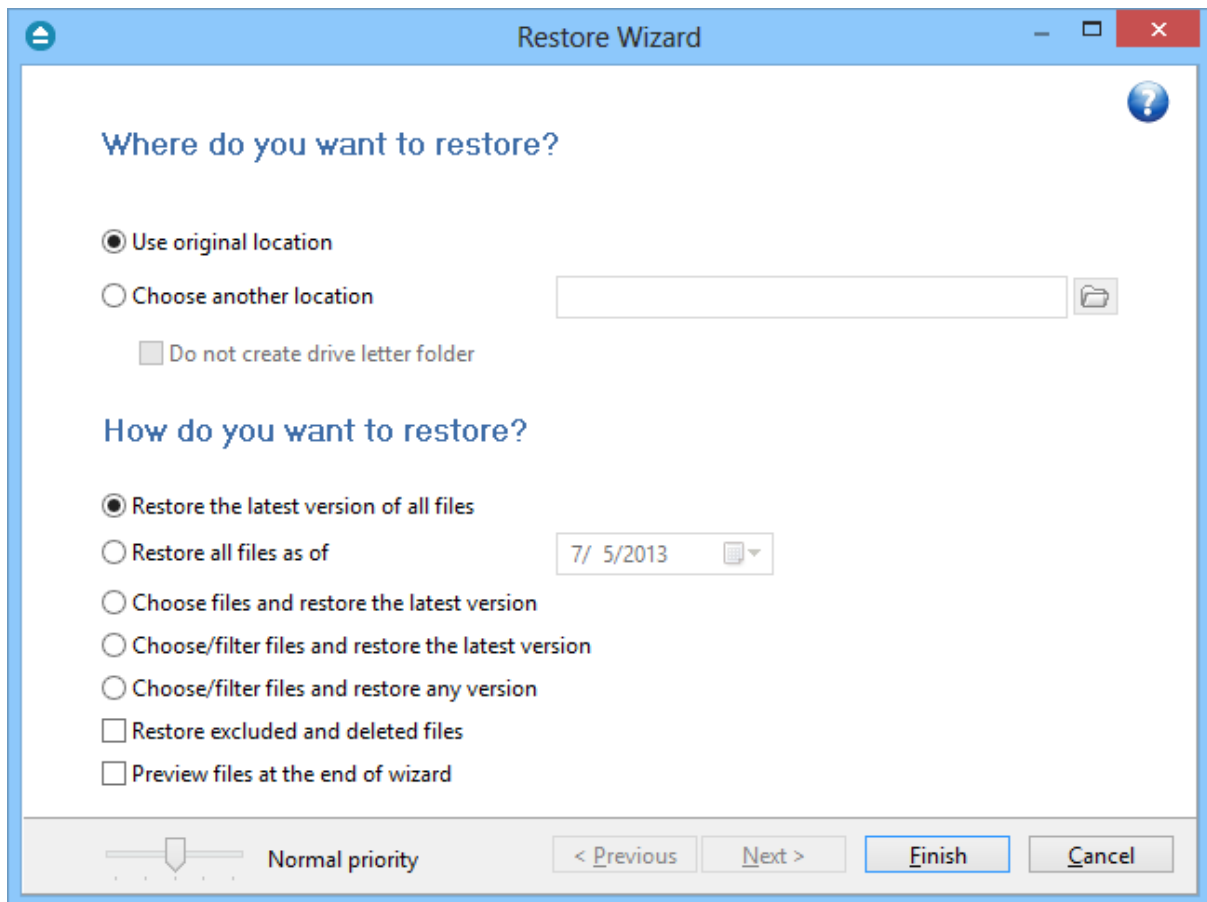 Restore Wizard
Where do you want to restore?
Use original location
Choose another location
Do not create drive letter folder
How do you want to restore?
Restore the latest version of all files
Restore all files as of 7/ 5/2013
Choose files and restore the latest version
Choose/filter files and restore the latest version
Choose/filter files and restore any version
Restore excluded and deleted files
Preview files at the end of wizard
Normal priority < Previous Next > Finish Cancel